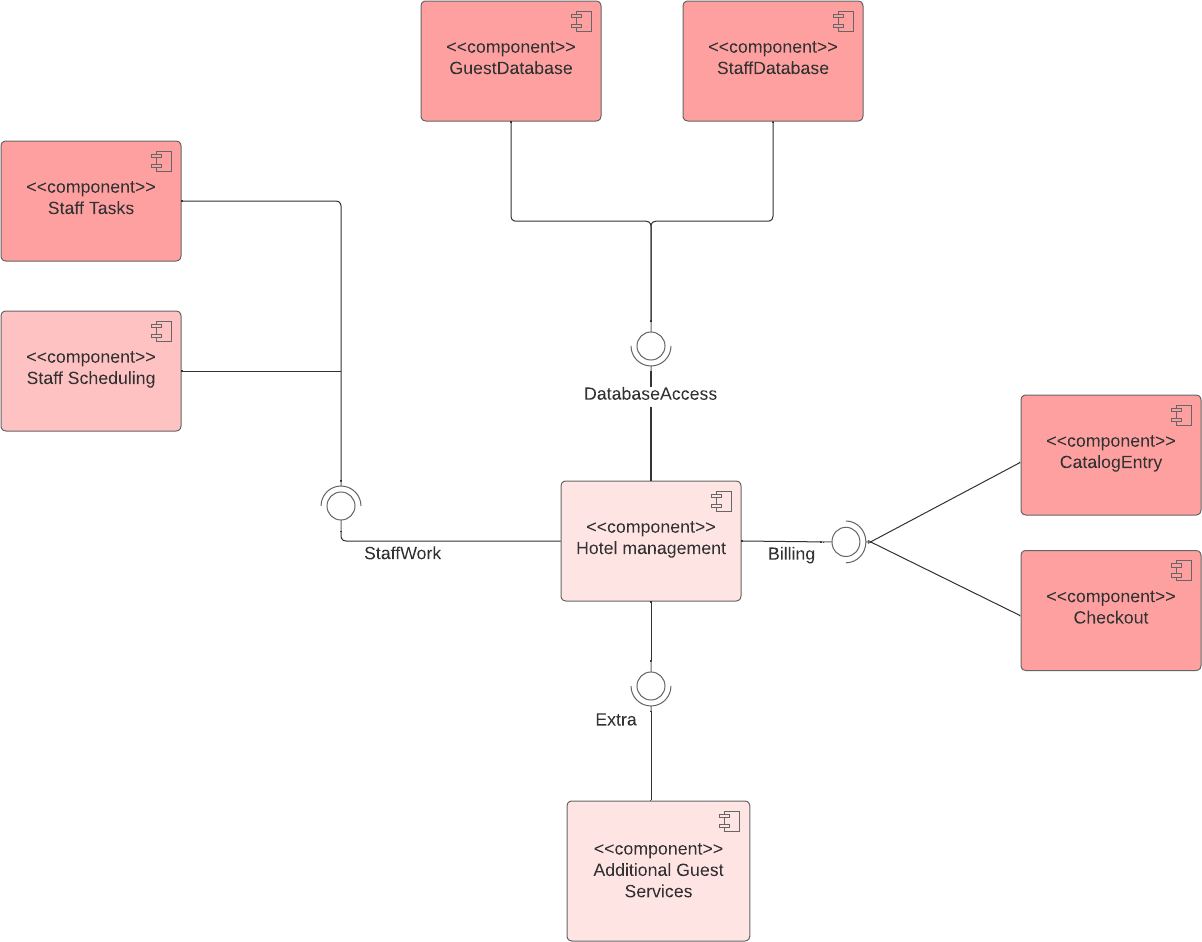 <<component>>
GuestDatabase
<<component>>
StaffDatabase
<<component>>
Staff Tasks
<<component>>
Staff Scheduling
DatabaseAccess
<<component>>
CatalogEntry
<<component>>
Hotel management
StaffWork
Billing
<<component>>
Checkout
Extra
<<component>>
Additional Guest
Services